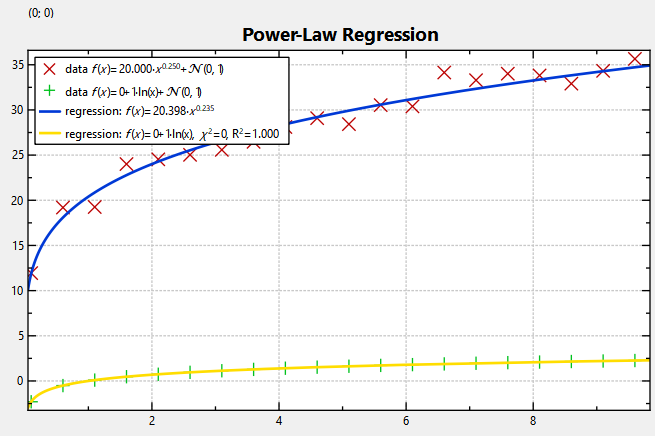 (0; 0)
Power-Law Regression
data f(x)=20.000·x^0.250+𝒩(0, 1)
data f(x)=0+1·ln(x)+𝒩(0, 1)
regression: f(x)=20.398·x^0.235
regression: f(x)=0+1·ln(x), χ²=0, R²=1.000
35
30
25
20
15
10
5
0
2 4 6 8